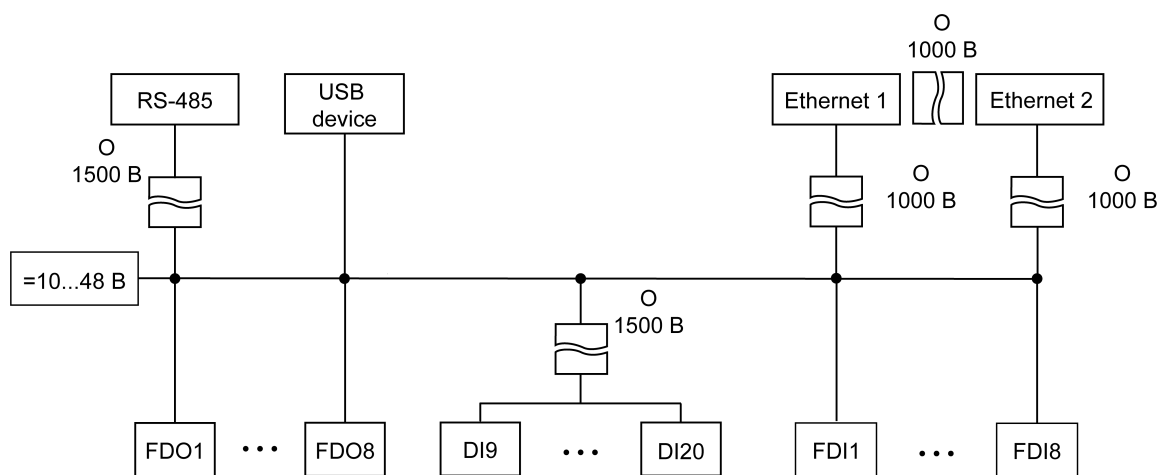 О
1000 В
RS-485
USB
device
Ethernet 1
Ethernet 2
О
1500 В
О
1000 В
О
1000 В
=10...48 В
О
1500 В
FDO1
...
FDO8
DI9
...
DI20
FDI1
...
FDI8